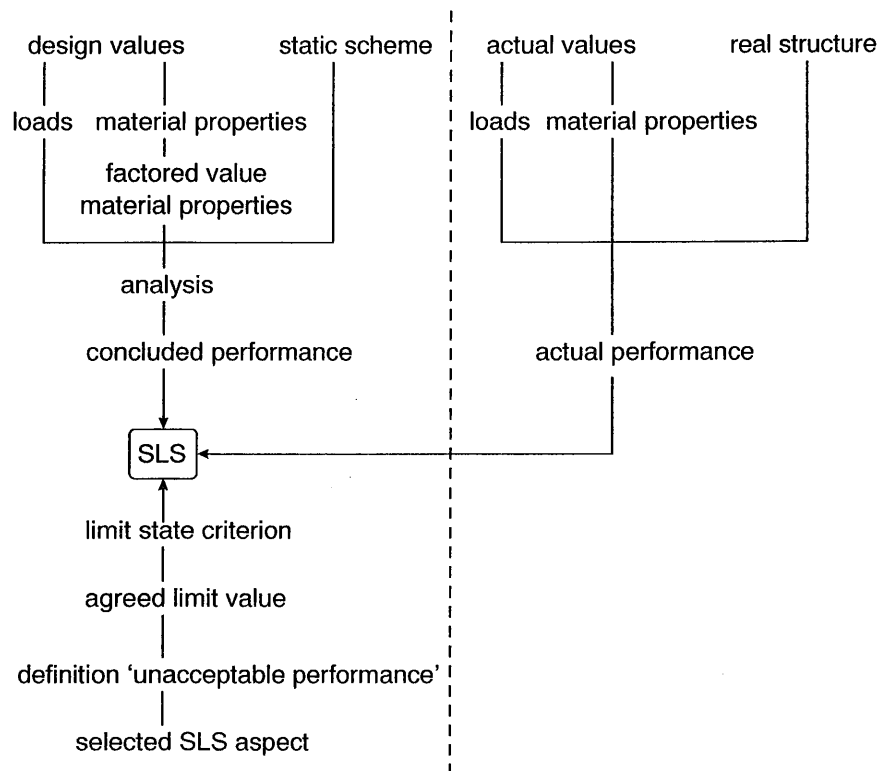 design values static scheme actual values real structure
loads material properties loads material properties
factored value
material properties
analysis
concluded performance actual performance
SLS
limit state criterion
agreed limit value
definition ‘unacceptable performance’
selected SLS aspect